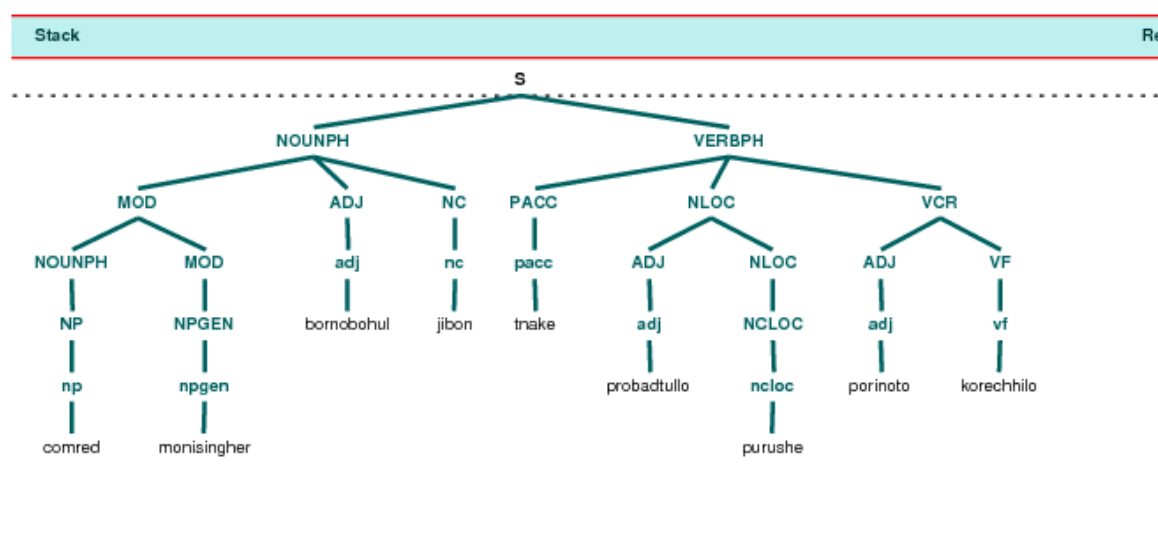 Stack Re
S
NOUNPH VERBPH
MOD ADJ NC PACC NLOC VCR
NOUNPH MOD adj nc pacc ADJ NLOC ADJ VF
NP NPGEN bornobohul jibon tnake adj NCLOC adj vf
np npgen probadtullo ncloc porinoto korechhilo
comred monisingher purushe